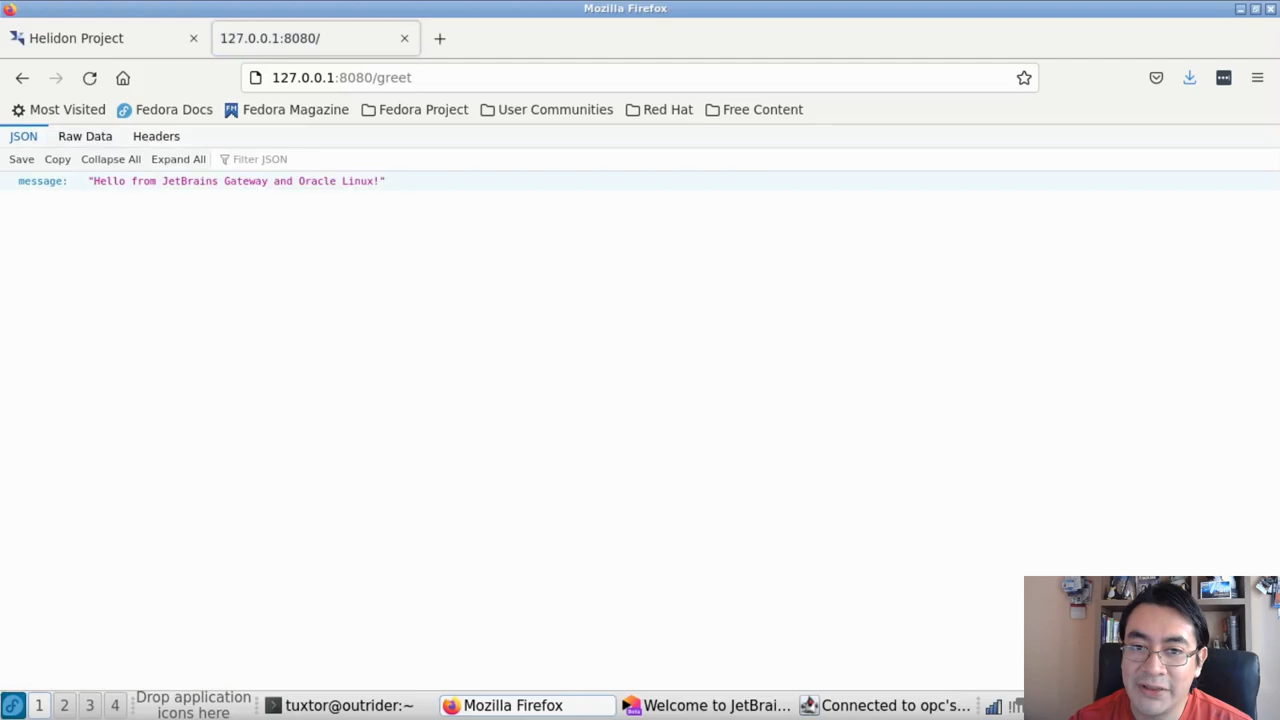 Mozilla Firefox
Helidon Project
127.0.0.1:8080/
127.0.0.1:8080/greet
Most Visited Fedora Docs Fedora Magazine Fedora Project User Communities Red Hat Free Content
JSON Raw Data Headers
Save Copy Collapse All Expand All Filter JSON
message: "Hello from JetBrains Gateway and Oracle Linux!"
1 2 3 4
Drop application
icons here
tuxtor@outrider:~
Mozilla Firefox
Welcome to JetBrai...
Connected to opc's...